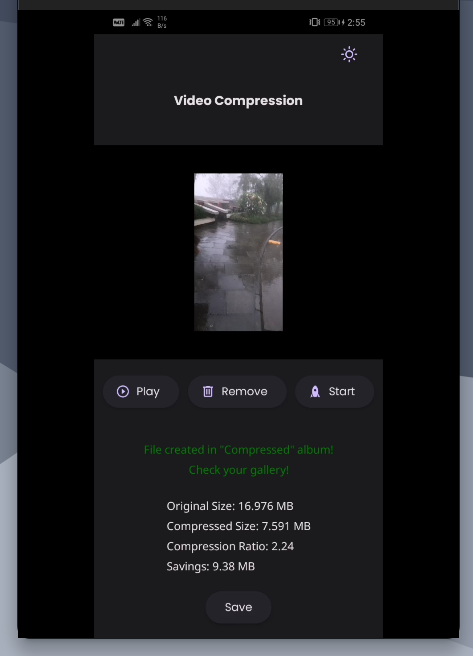 116
B/s
95
2:55
Video Compression
Play
Remove
Start
File created in "Compressed" album!
Check your gallery!
Original Size: 16.976 MB
Compressed Size: 7.591 MB
Compression Ratio: 2.24
Savings: 9.38 MB
Save